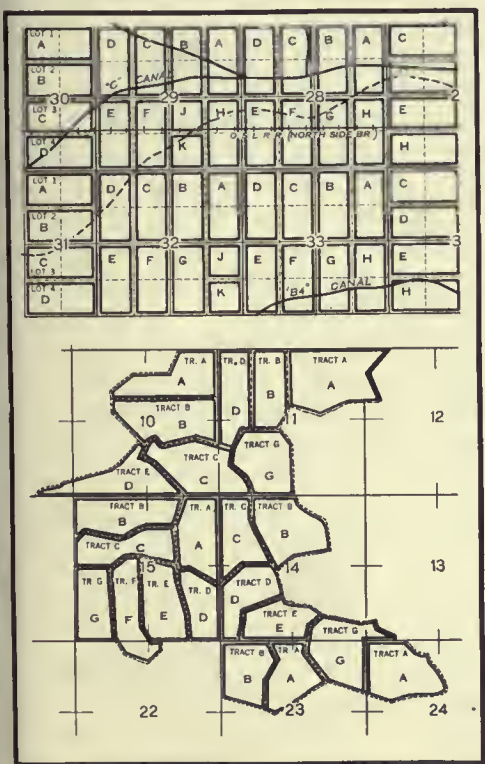 LOT 1
A D C B A D C B A C
LOT 2
B "C" CANAL
30 29 28 2
LOT 3
C E F J H E F G H E
O S L R R (NORTH SIDE BR.)
LOT 4
D K H
LOT 1
A D C B A D C B A C
LOT 2
B D
31 32 33 3
C E F G J E F G H E
LOT 3
LOT 4
D K "B4" CANAL H
TR. A TR. D TR. B TRACT A
A D B A
TRACT B
10 B 11 12
TRACT E TRACT C TRACT G
D C G
TRACT B TR. A TR. C TRACT B
B A C B
TRACT C
C 15 14 13
TR. G TR. F TR. E TR. D TRACT D
G F E D D
TRACT E
E
TRACT G
TRACT B TR. A TRACT A
B A G A
22 23 24